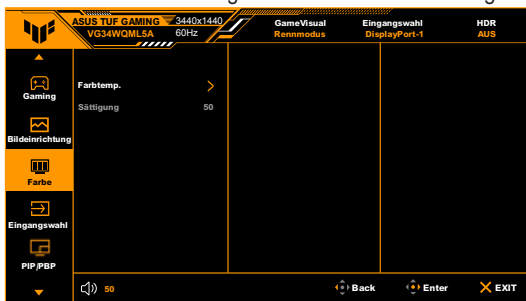 ASUS TUF GAMING
VG34WQML5A
3440x1440
60Hz
GameVisual
Rennmodus
Eingangswahl
DisplayPort-1
HDR
AUS
Gaming
Bildeinrichtung
Farbe
Eingangswahl
PIP/PBP
Farbtemp.
Sättigung 50
50
Back
Enter
EXIT